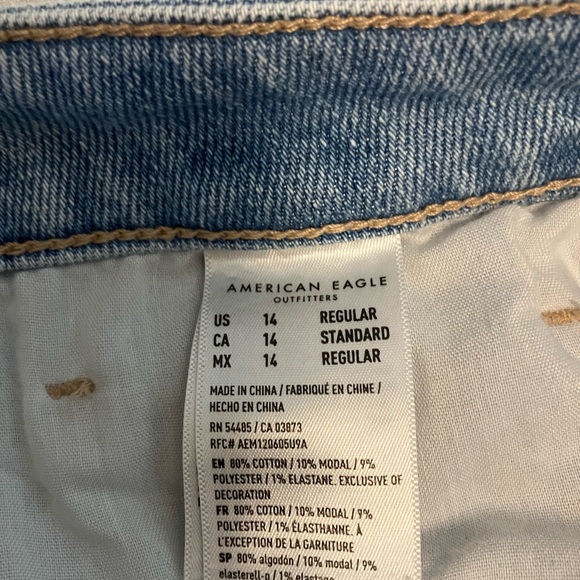 AMERICAN EAGLE
OUTFITTERS
US 14 REGULAR
CA 14 STANDARD
MX 14 REGULAR
MADE IN CHINA / FABRIQUÉ EN CHINE /
HECHO EN CHINA
RN 54485 / CA 03873
RFC# AEM120605U9A
EN 80% COTTON / 10% MODAL / 9%
POLYESTER / 1% ELASTANE. EXCLUSIVE OF
DECORATION
FR 80% COTON / 10% MODAL / 9%
POLYESTER / 1% ÉLASTHANNE. À
L'EXCEPTION DE LA GARNITURE
SP 80% algodón / 10% modal / 9%
elasterell-p / 1% elastano